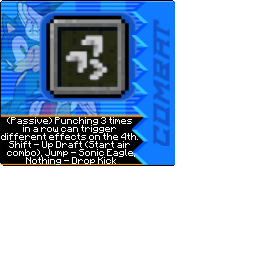 COMBAT
(Passive) Punching 3 times
in a row can trigger
different effects on the 4th.
Shift - Up Draft (Start air
combo), Jump - Sonic Eagle,
Nothing - Drop Kick